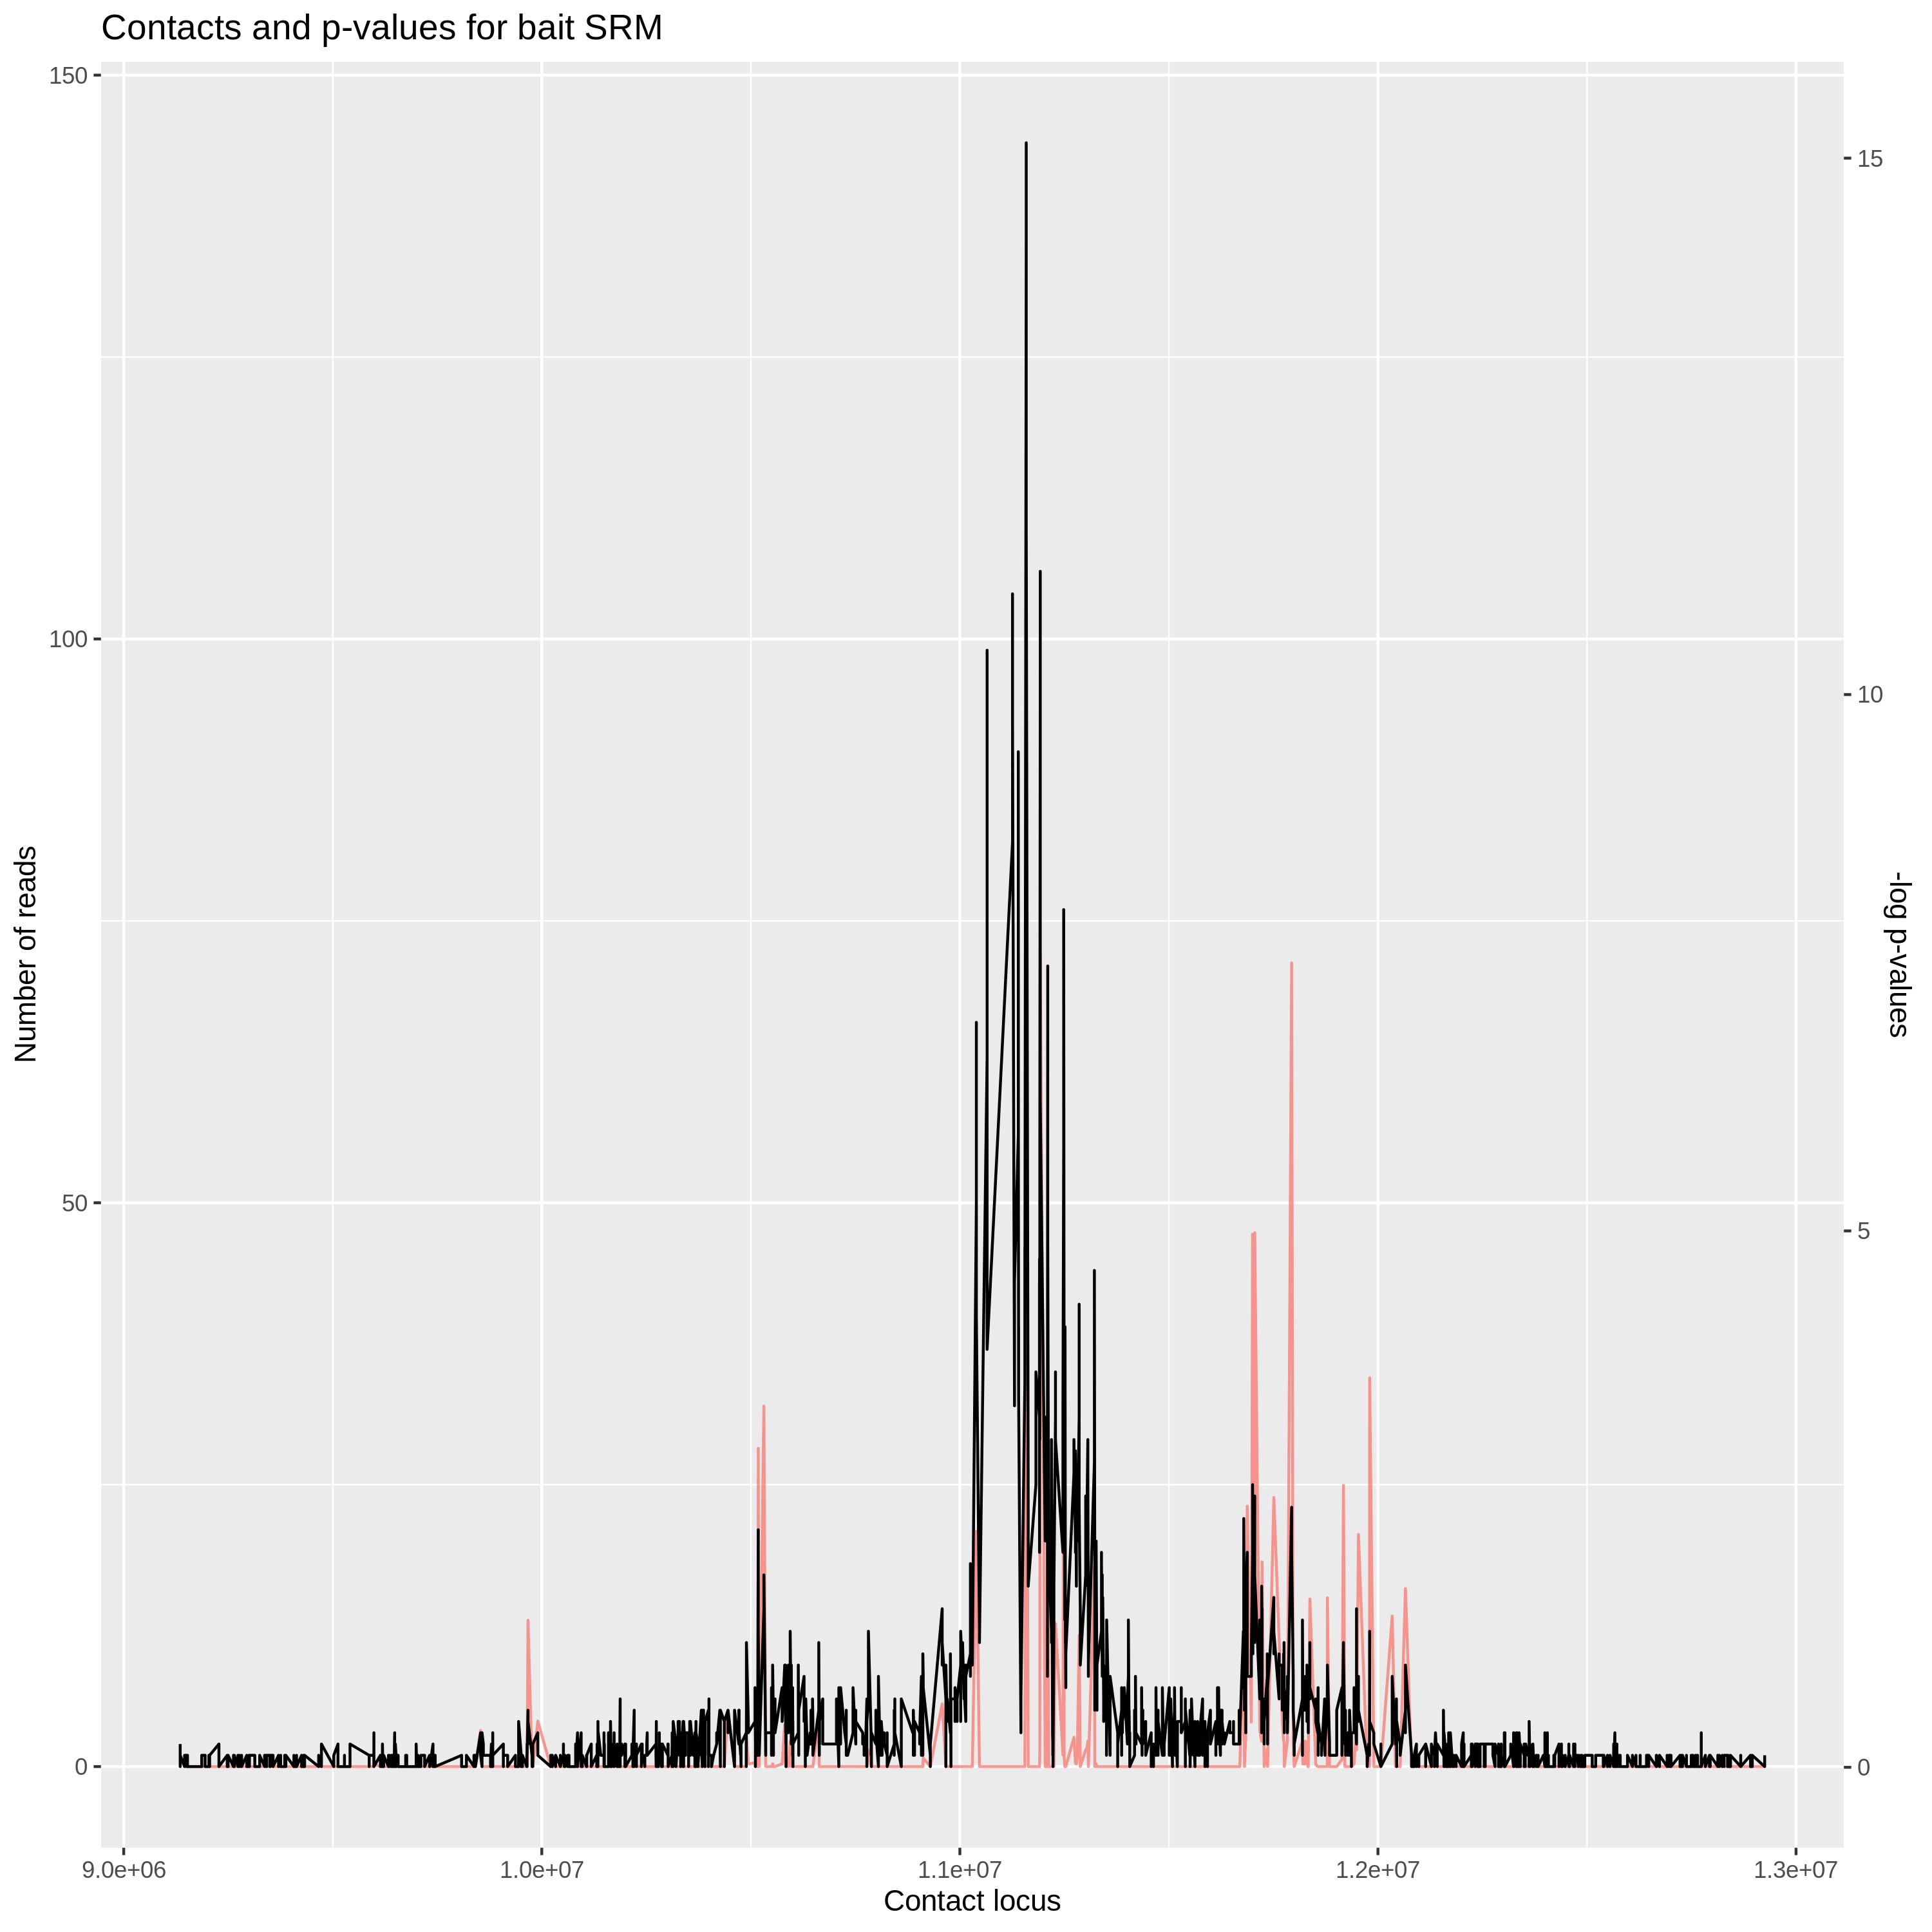 Contacts and p-values for bait SRM
150
100
50
0
Number of reads
15
10
5
0
-log p-values
9.0e+06
1.0e+07
1.1e+07
1.2e+07
1.3e+07
Contact locus